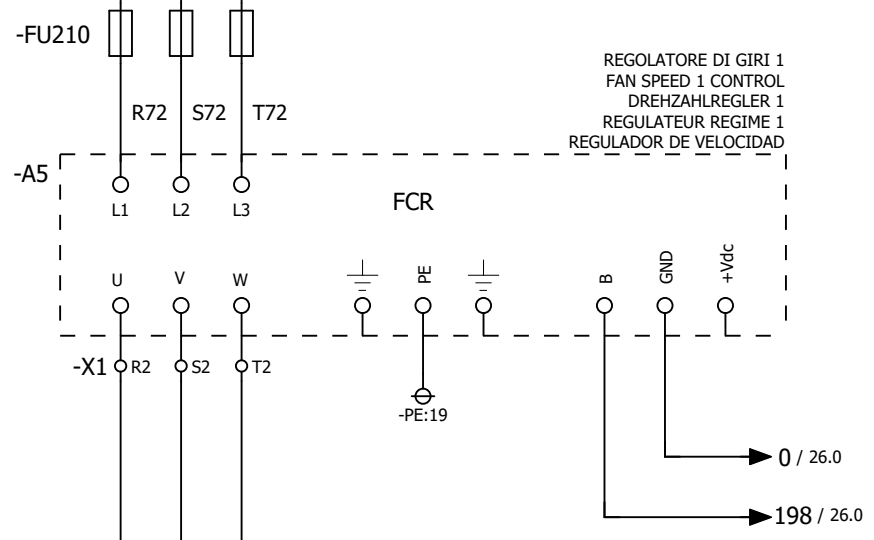 -FU210
R72 S72 T72
REGOLATORE DI GIRI 1
FAN SPEED 1 CONTROL
DREHZAHLREGLER 1
REGULATEUR REGIME 1
REGULADOR DE VELOCIDAD
-A5
L1 L2 L3
FCR
U V W PE B GND +Vdc
-X1 R2 S2 T2
-PE:19
0 / 26.0
198 / 26.0